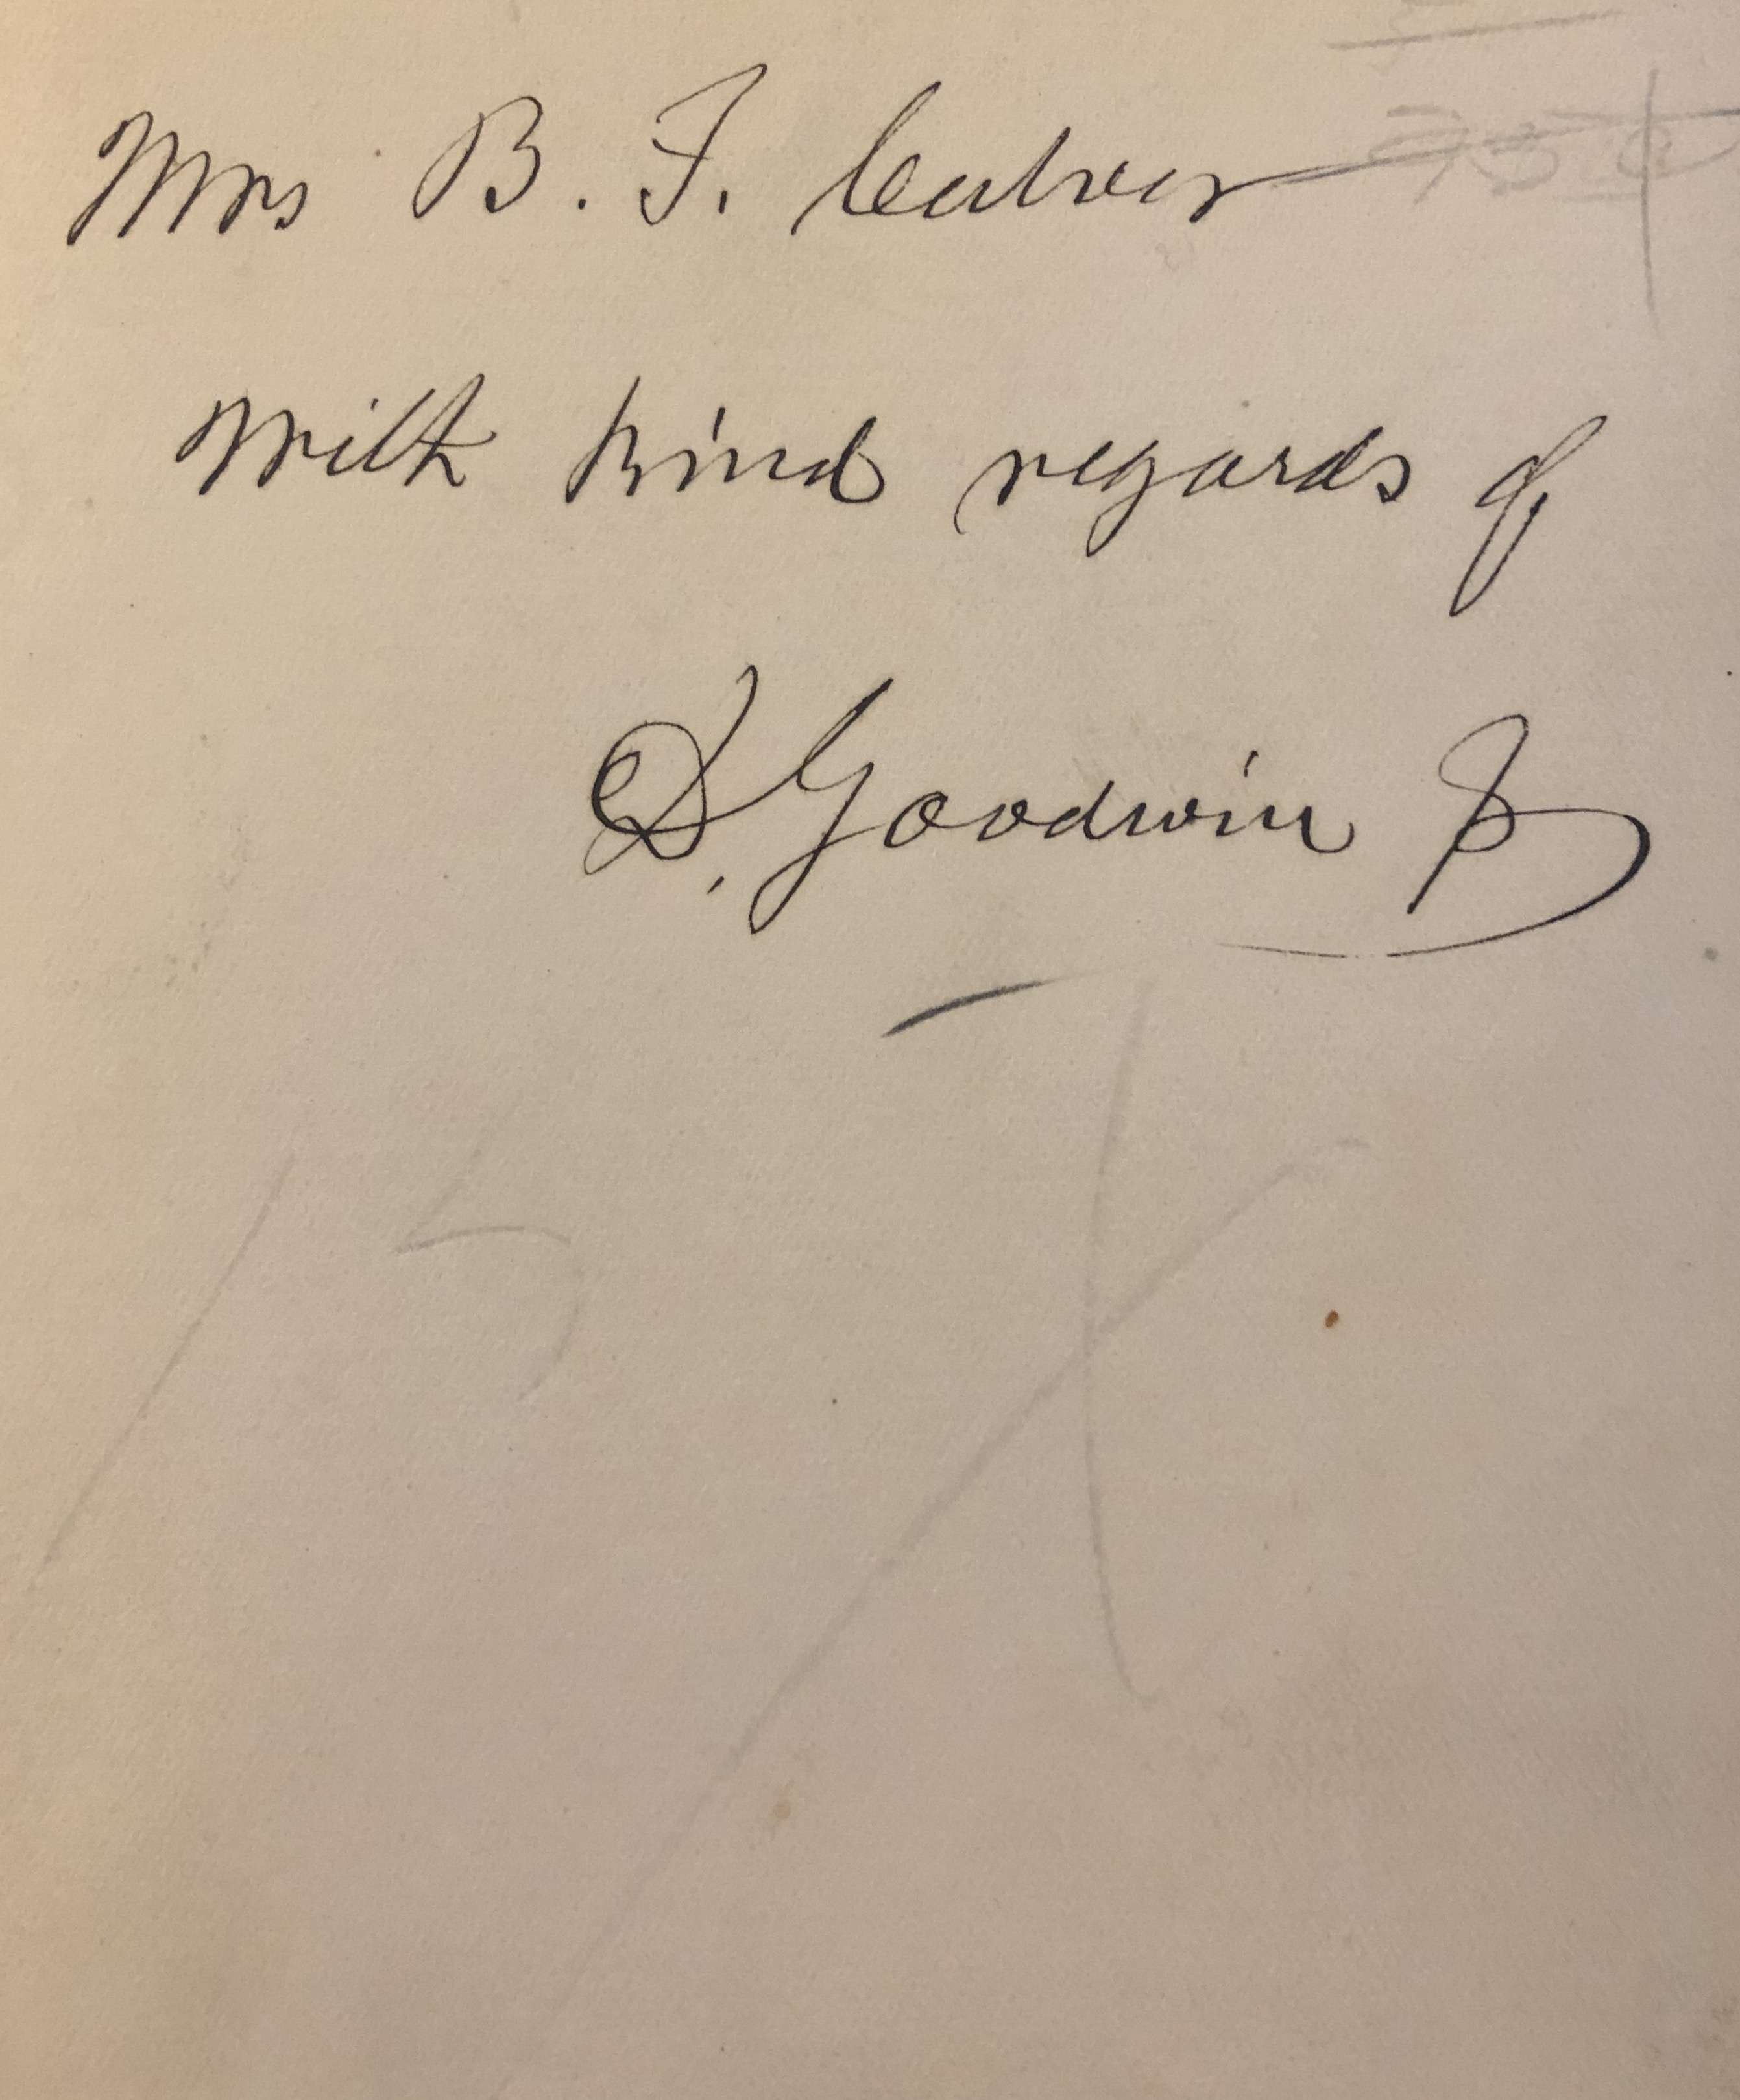 Mrs B. F. Culver
With kind regards of
D. Goodwin Jr